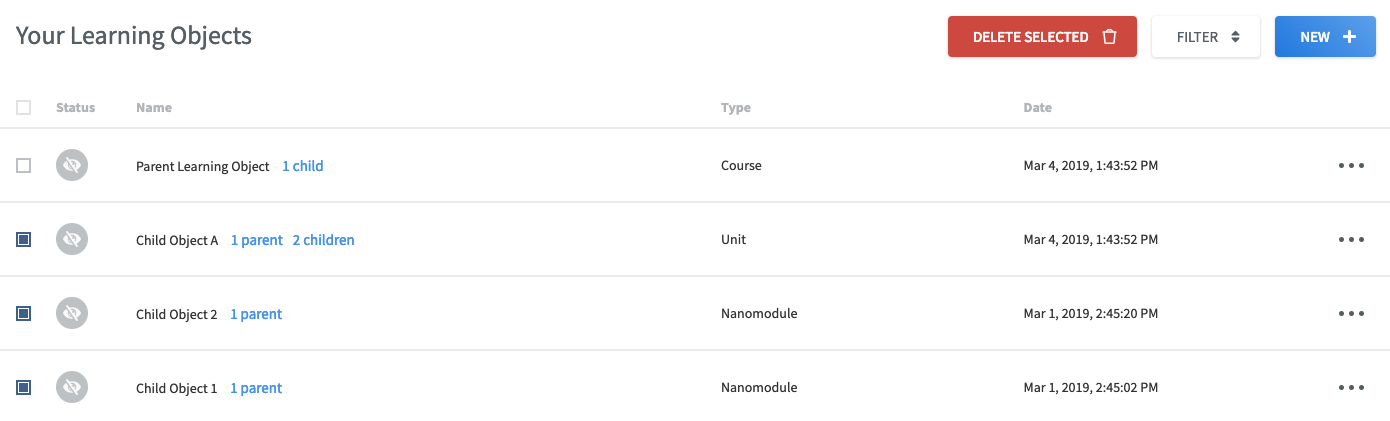 Your Learning Objects DELETE SELECTED FILTER NEW
Status Name Type Date
Parent Learning Object 1 child Course Mar 4, 2019, 1:43:52 PM
Child Object A 1 parent 2 children Unit Mar 4, 2019, 1:43:52 PM
Child Object 2 1 parent Nanomodule Mar 1, 2019, 2:45:20 PM
Child Object 1 1 parent Nanomodule Mar 1, 2019, 2:45:02 PM